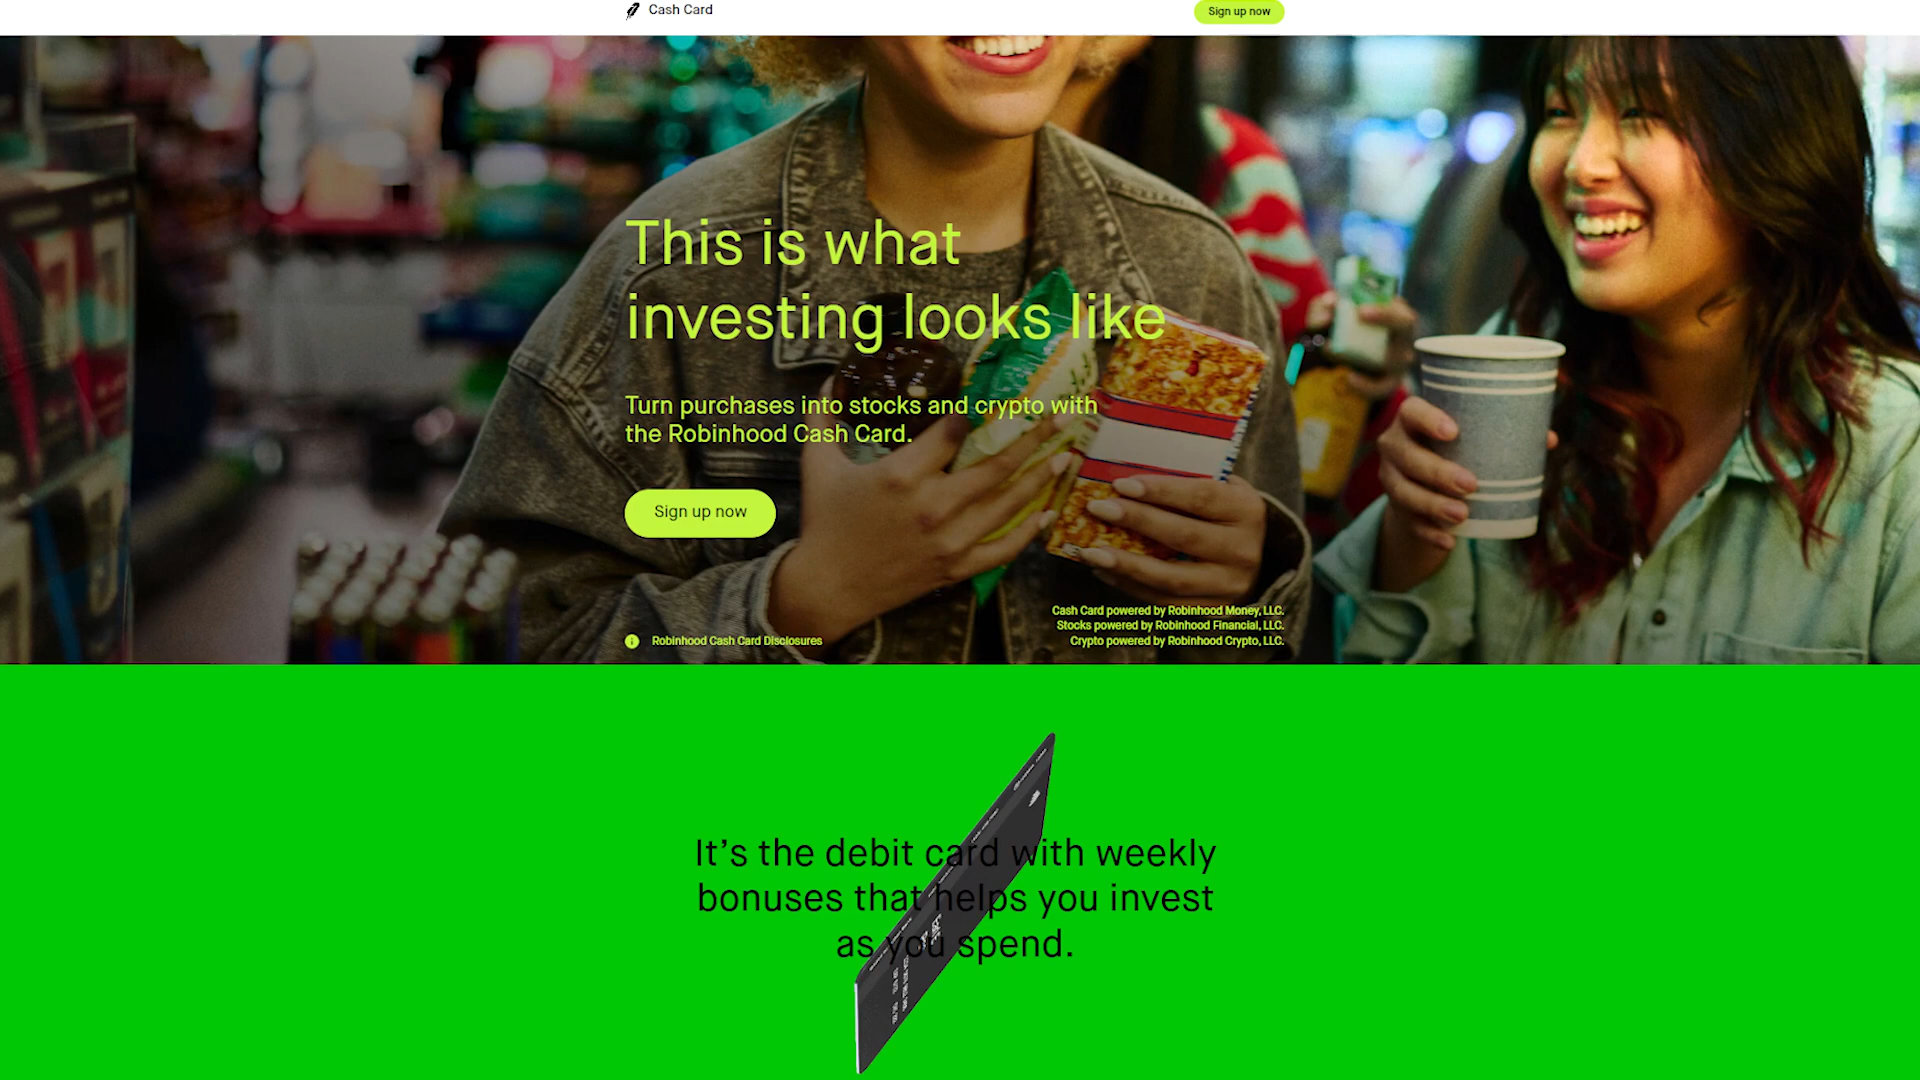 Cash Card
Sign up now
This is what
investing looks like
Turn purchases into stocks and crypto with
the Robinhood Cash Card.
Sign up now
Cash Card powered by Robinhood Money, LLC.
Stocks powered by Robinhood Financial, LLC.
Crypto powered by Robinhood Crypto, LLC.
Robinhood Cash Card Disclosures
It’s the debit card with weekly
bonuses that helps you invest
as you spend.